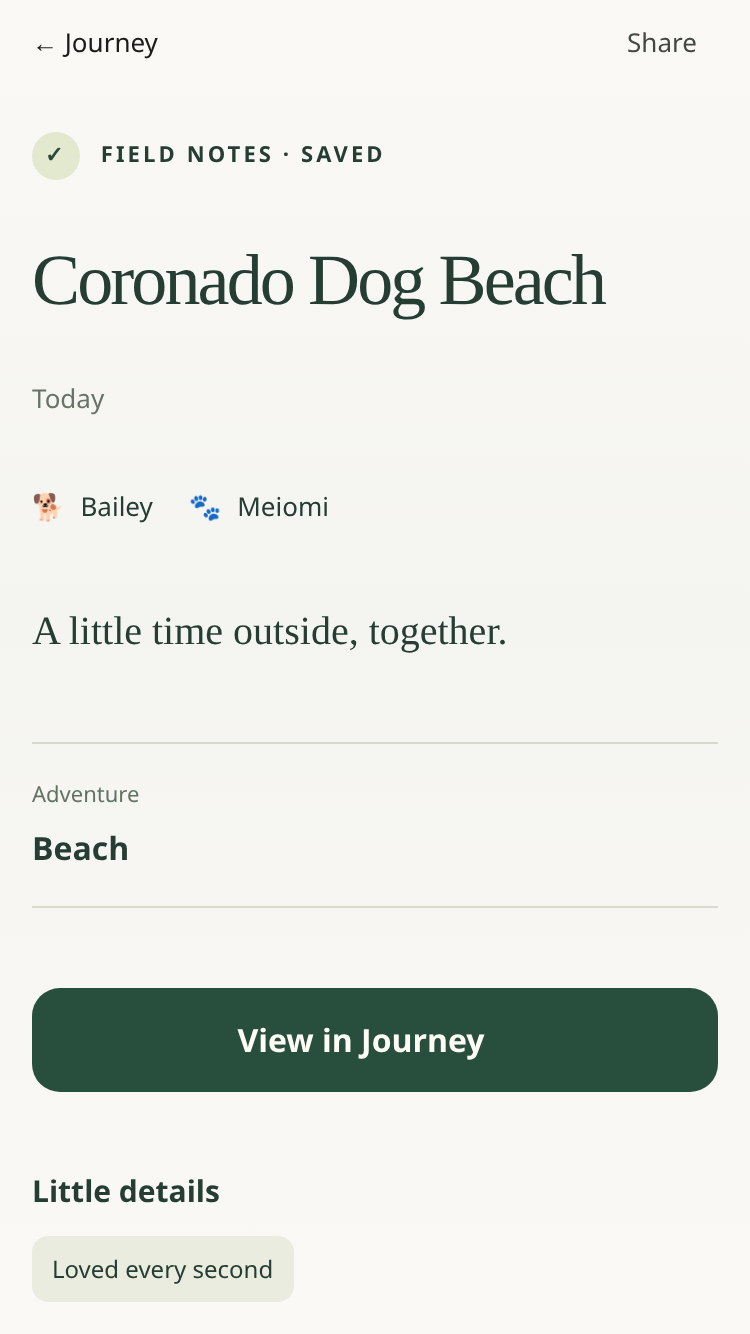 ← Journey
Share
✓ FIELD NOTES · SAVED
Coronado Dog Beach
Today
🐕 Bailey 🐾 Meiomi
A little time outside, together.
Adventure
Beach
View in Journey
Little details
Loved every second